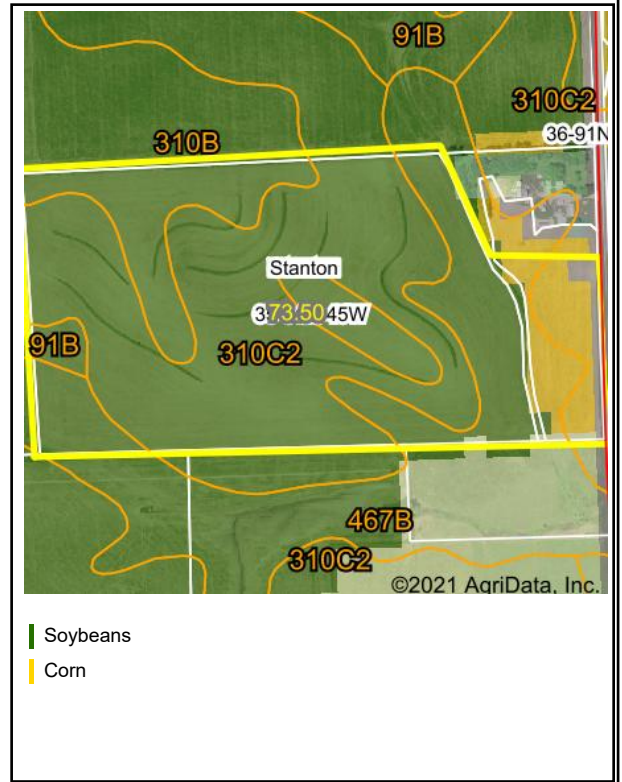 91B
310C2
310B
36-91N
Stanton
73.50 45W
91B
310C2
467B
310C2
©2021 AgriData, Inc.
Soybeans
Corn